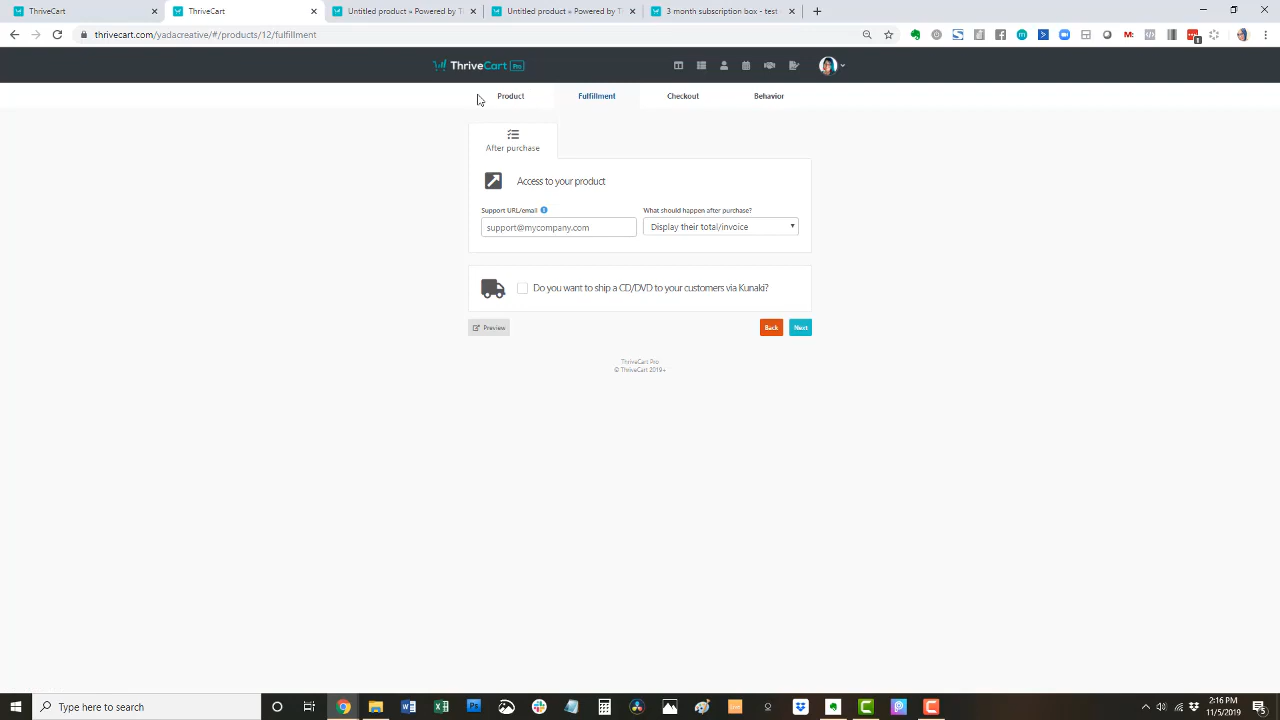 ThriveCart
ThriveCart
Untitled product « Powered by Ti
Untitled product « Powered by Ti
3 month subscription box - test
thrivecart.com/yadacreative/#/products/12/fulfillment
ThriveCart Pro
Product
Fulfillment
Checkout
Behavior
After purchase
Access to your product
Support URL/email
What should happen after purchase?
support@mycompany.com
Display their total/invoice
Do you want to ship a CD/DVD to your customers via Kunaki?
Preview
Back
Next
ThriveCart Pro
© ThriveCart 2019+
Type here to search
2:16 PM
11/5/2019